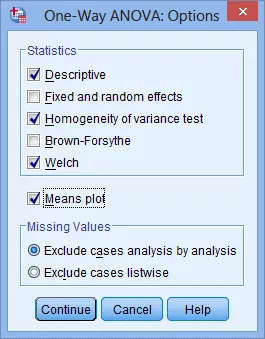 One-Way ANOVA: Options
Statistics
Descriptive
Fixed and random effects
Homogeneity of variance test
Brown-Forsythe
Welch
Means plot
Missing Values
Exclude cases analysis by analysis
Exclude cases listwise
Continue Cancel Help